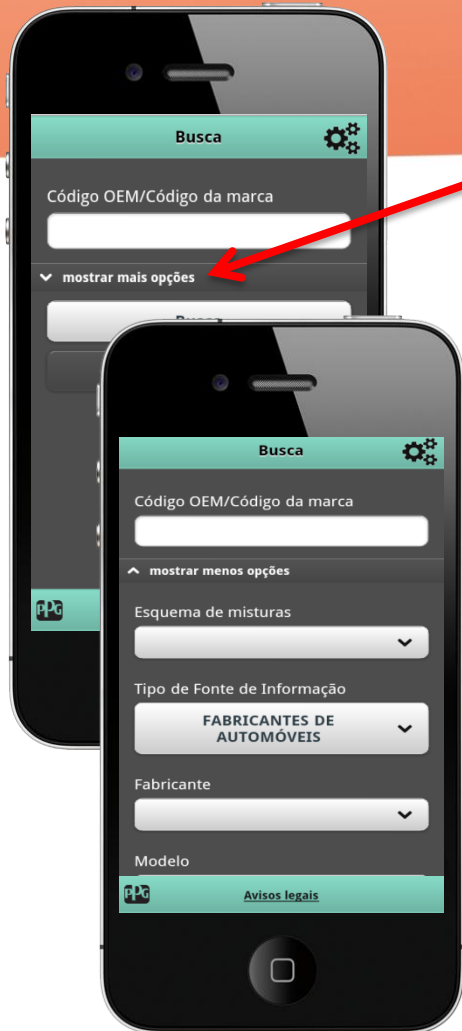 Busca
Código OEM/Código da marca
mostrar mais opções
Busca
Código OEM/Código da marca
mostrar menos opções
Esquema de misturas
Tipo de Fonte de Informação
FABRICANTES DE
AUTOMÓVEIS
Fabricante
Modelo
PPG
PPG
Avisos legais